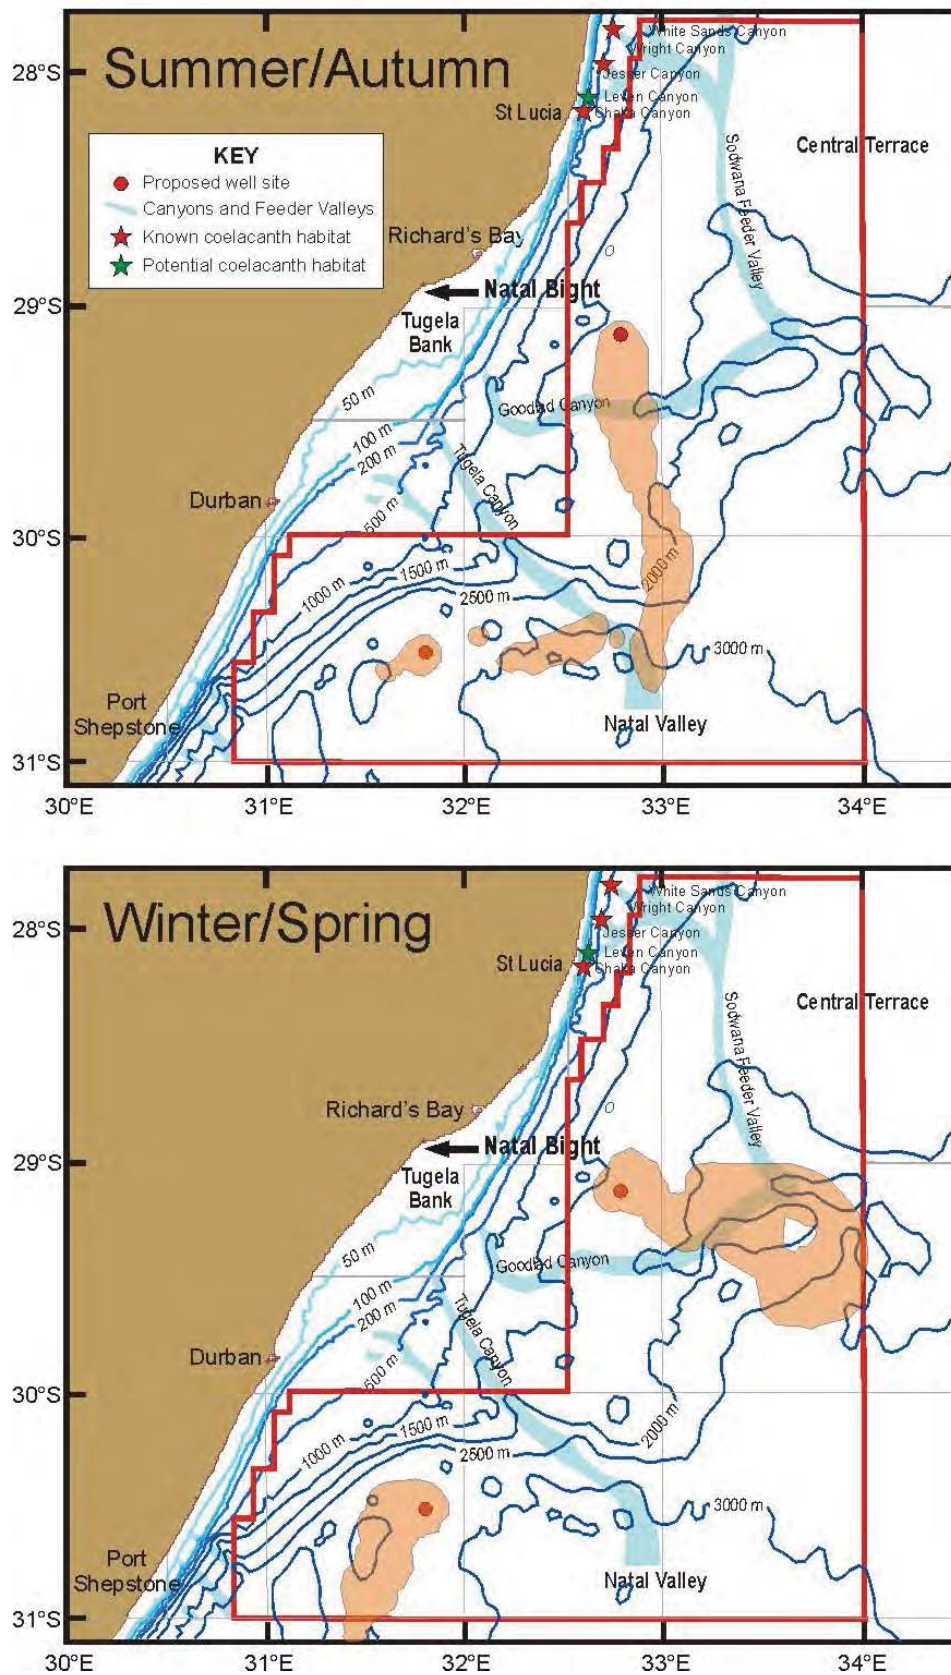 Summer/Autumn
28°S
White Sands Canyon
Wright Canyon
Jesser Canyon
Leven Canyon
St Lucia
Chaka Canyon
Central Terrace
KEY
Proposed well site
Canyons and Feeder Valleys
Known coelacanth habitat
Potential coelacanth habitat
Sodwana Feeder Valley
Richard's Bay
29°S
Natal Bight
Tugela
Bank
50 m
Goodlad Canyon
100 m
200 m
Tugela Canyon
Durban
500 m
30°S
1000 m
1500 m
2000 m
2500 m
3000 m
Port
Shepstone
Natal Valley
31°S
30°E
31°E
32°E
33°E
34°E
Winter/Spring
28°S
White Sands Canyon
Wright Canyon
Jesser Canyon
Leven Canyon
St Lucia
Chaka Canyon
Central Terrace
Sodwana Feeder Valley
Richard's Bay
29°S
Natal Bight
Tugela
Bank
50 m
Goodlad Canyon
100 m
200 m
Tugela Canyon
Durban
500 m
30°S
1000 m
1500 m
2000 m
2500 m
3000 m
Port
Shepstone
Natal Valley
31°S
30°E
31°E
32°E
33°E
34°E